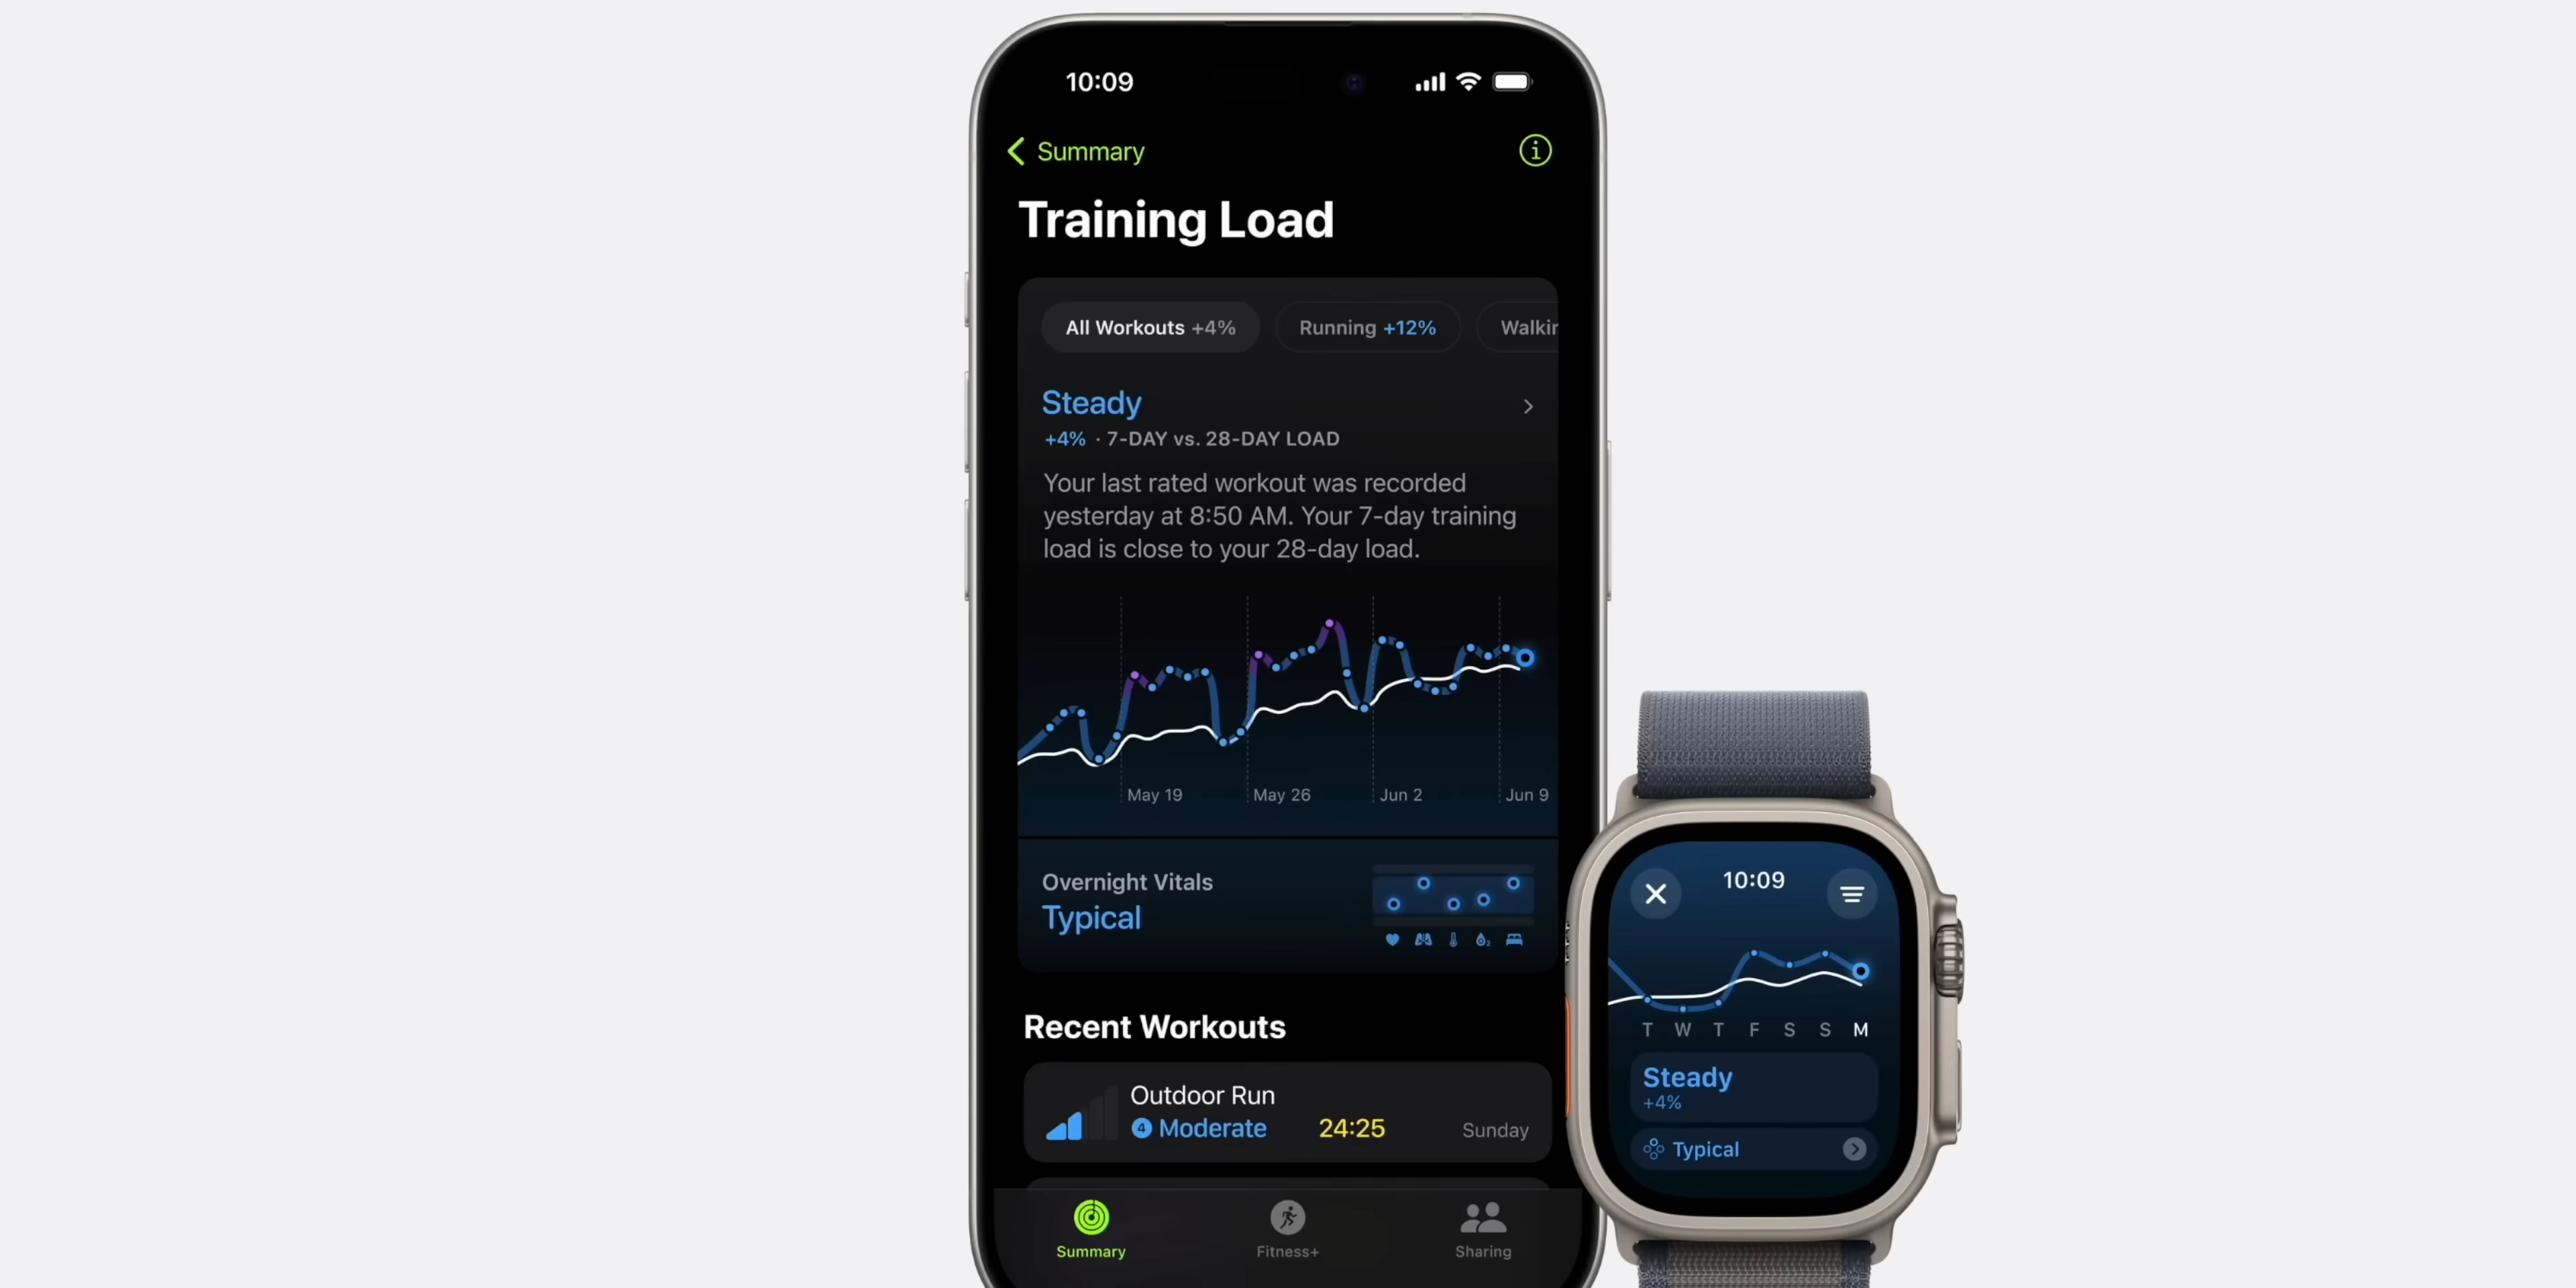 10:09
Summary
Training Load
All Workouts +4%
Running +12%
Walkin
Steady
+4% · 7-DAY vs. 28-DAY LOAD
Your last rated workout was recorded
yesterday at 8:50 AM. Your 7-day training
load is close to your 28-day load.
May 19
May 26
Jun 2
Jun 9
Overnight Vitals
Typical
Recent Workouts
Outdoor Run
4 Moderate
24:25
Sunday
Summary
Fitness+
Sharing
10:09
T W T F S S M
Steady
+4%
Typical